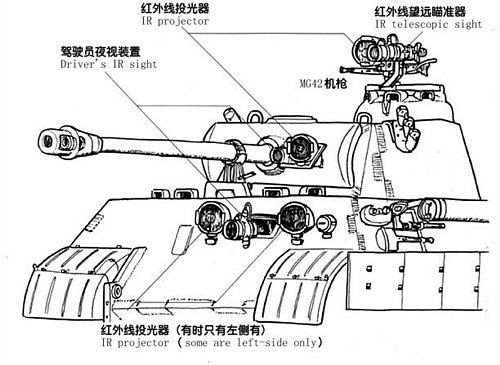 红外线投光器
IR projector
红外线望远瞄准器
IR telescopic sight
驾驶员夜视装置
Driver's IR sight
MG42机枪
红外线投光器（有时只有左侧有）
IR projector（some are left-side only）